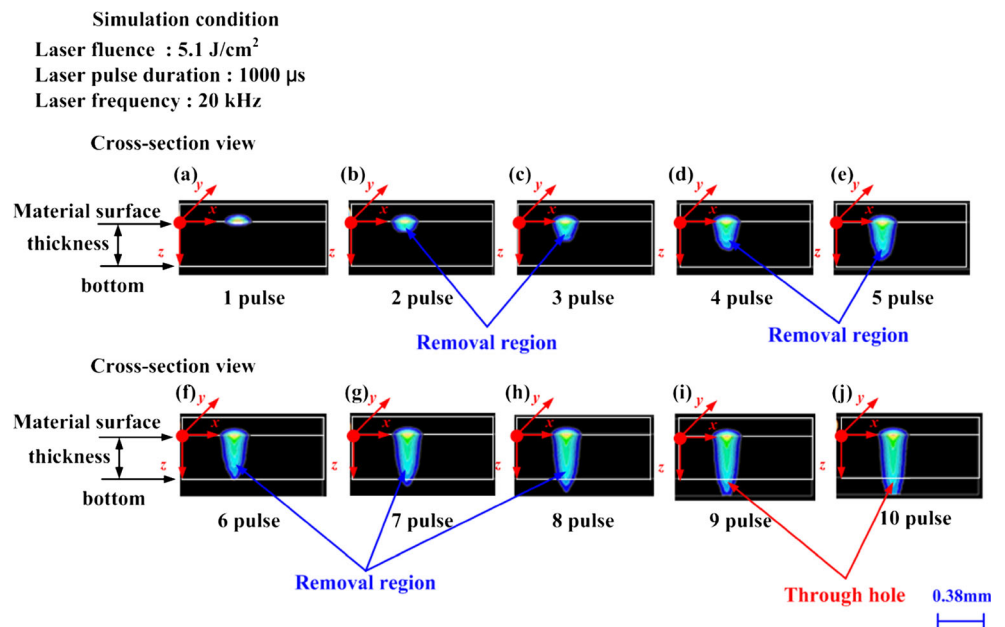 Simulation condition
Laser fluence : 5.1 J/cm²
Laser pulse duration : 1000 μs
Laser frequency : 20 kHz
Cross-section view
(a) (b) (c) (d) (e)
y y y y y
Material surface x x x x x
thickness
z z z z z
bottom
1 pulse 2 pulse 3 pulse 4 pulse 5 pulse
Removal region Removal region
Cross-section view
(f) (g) (h) (i) (j)
y y y y y
Material surface x x x x x
thickness
z z z z z
bottom
6 pulse 7 pulse 8 pulse 9 pulse 10 pulse
Removal region Through hole
0.38mm